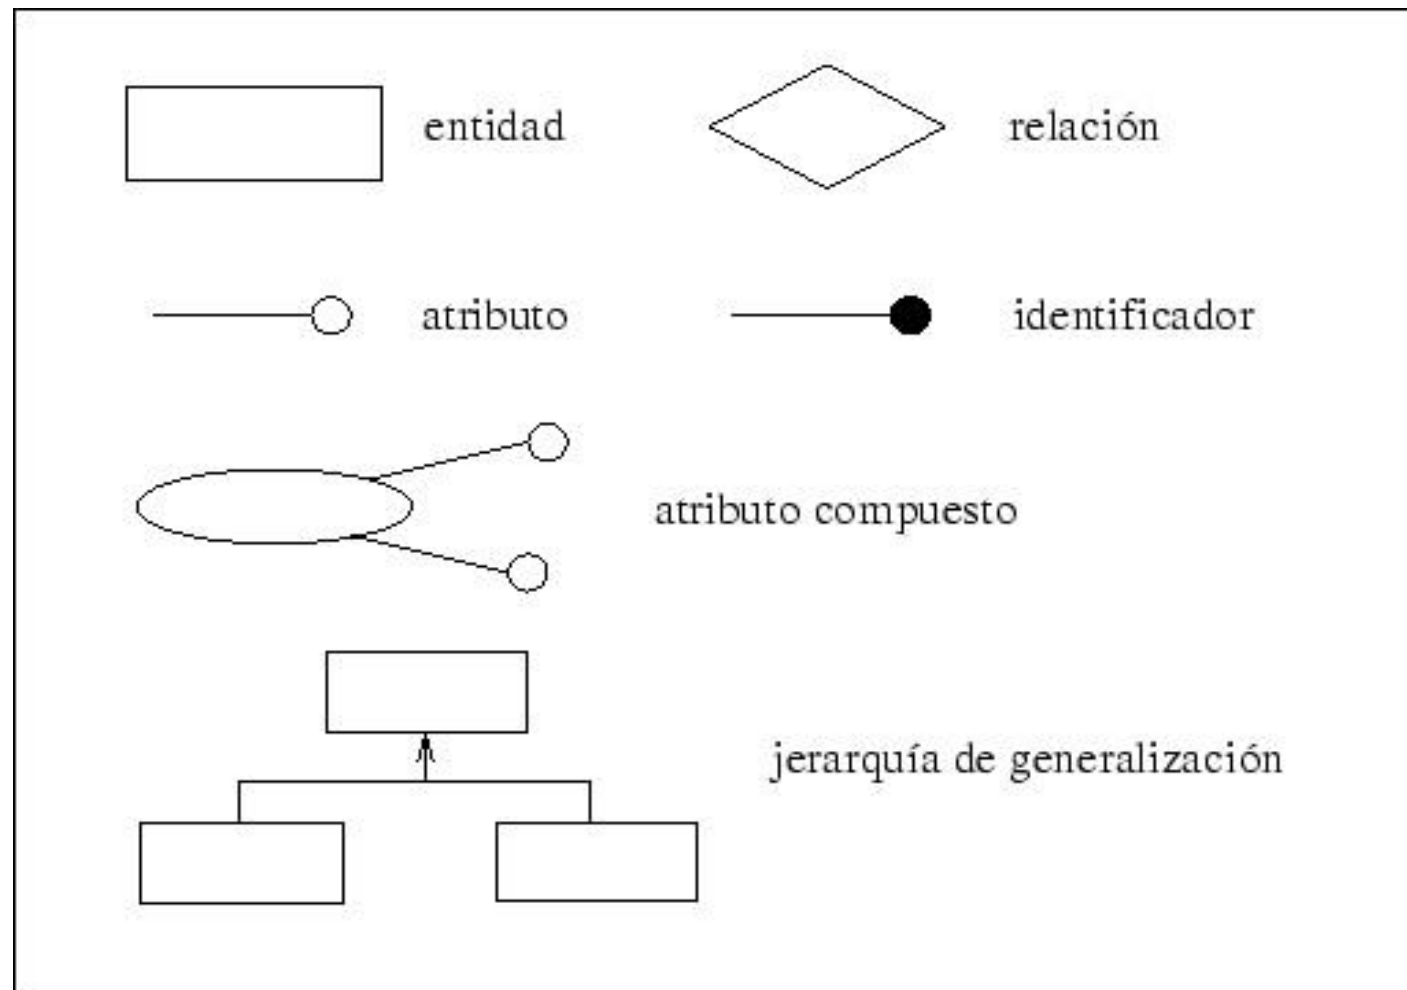 entidad
relación
atributo
identificador
atributo compuesto
jerarquía de generalización